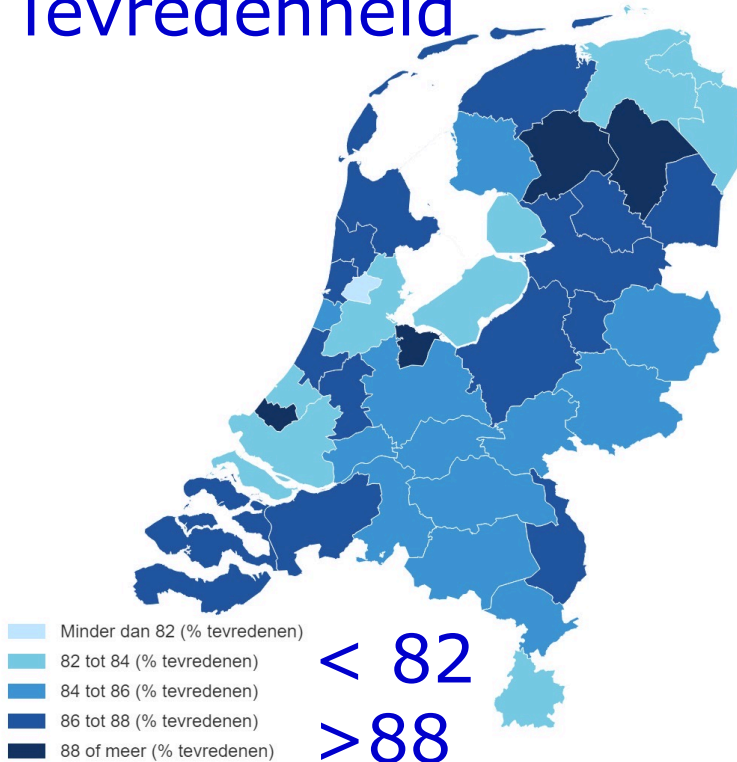 Tevredenheid
Minder dan 82 (% tevredenen)
82 tot 84 (% tevredenen)
84 tot 86 (% tevredenen)
86 tot 88 (% tevredenen)
88 of meer (% tevredenen)
< 82
>88